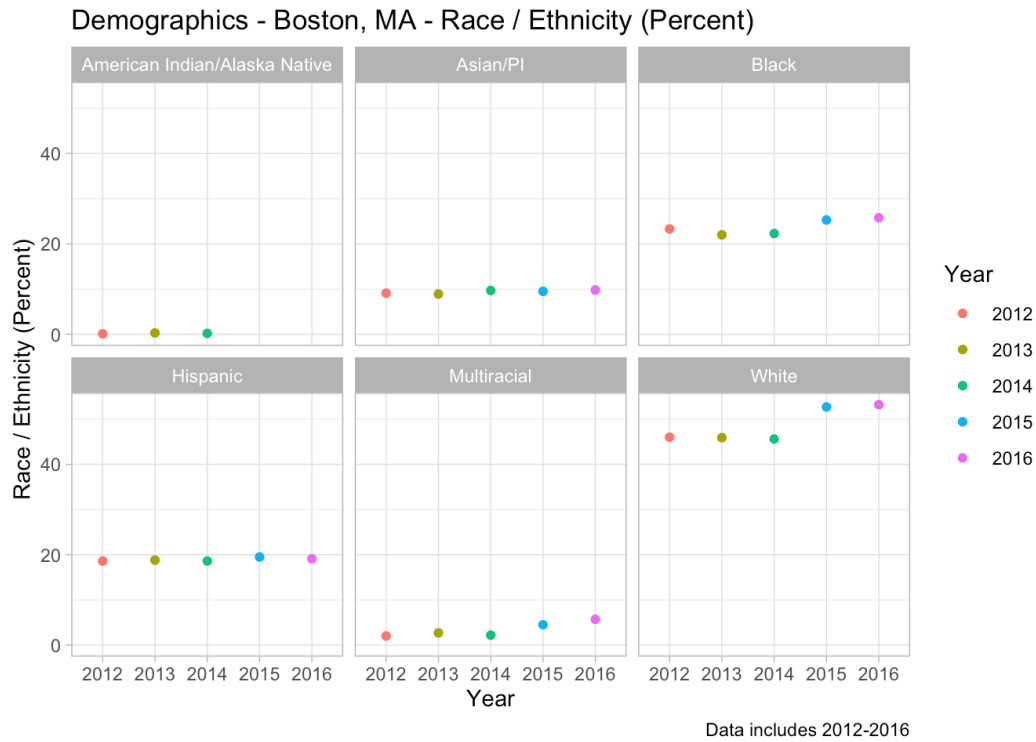 Demographics - Boston, MA - Race / Ethnicity (Percent)
American Indian/Alaska Native
Asian/PI
Black
40
20
0
Hispanic
Multiracial
White
40
20
0
2012 2013 2014 2015 2016
2012 2013 2014 2015 2016
2012 2013 2014 2015 2016
Race / Ethnicity (Percent)
Year
Year
2012
2013
2014
2015
2016
Data includes 2012-2016